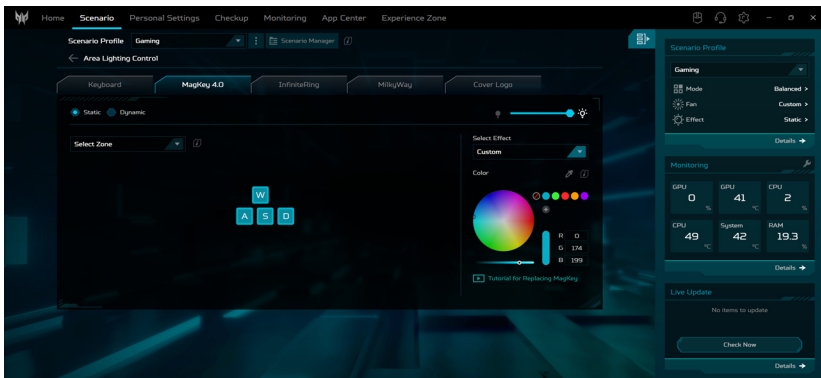 Home Scenario Personal Settings Checkup Monitoring App Center Experience Zone
Scenario Profile Gaming Scenario Manager
Area Lighting Control
Keyboard MagKey 4.0 InfiniteRing MilkyWay Cover Logo
Static Dynamic
Select Zone
W
A S D
Select Effect
Custom
Color
R 0
G 174
B 199
Tutorial for Replacing MagKey
Scenario Profile
Gaming
Mode Balanced >
Fan Custom >
Effect Static >
Details →
Monitoring
GPU GPU CPU
0 % 41 °C 2 %
CPU System RAM
49 °C 42 °C 19.3 %
Details →
Live Update
No items to update
Check Now
Details →